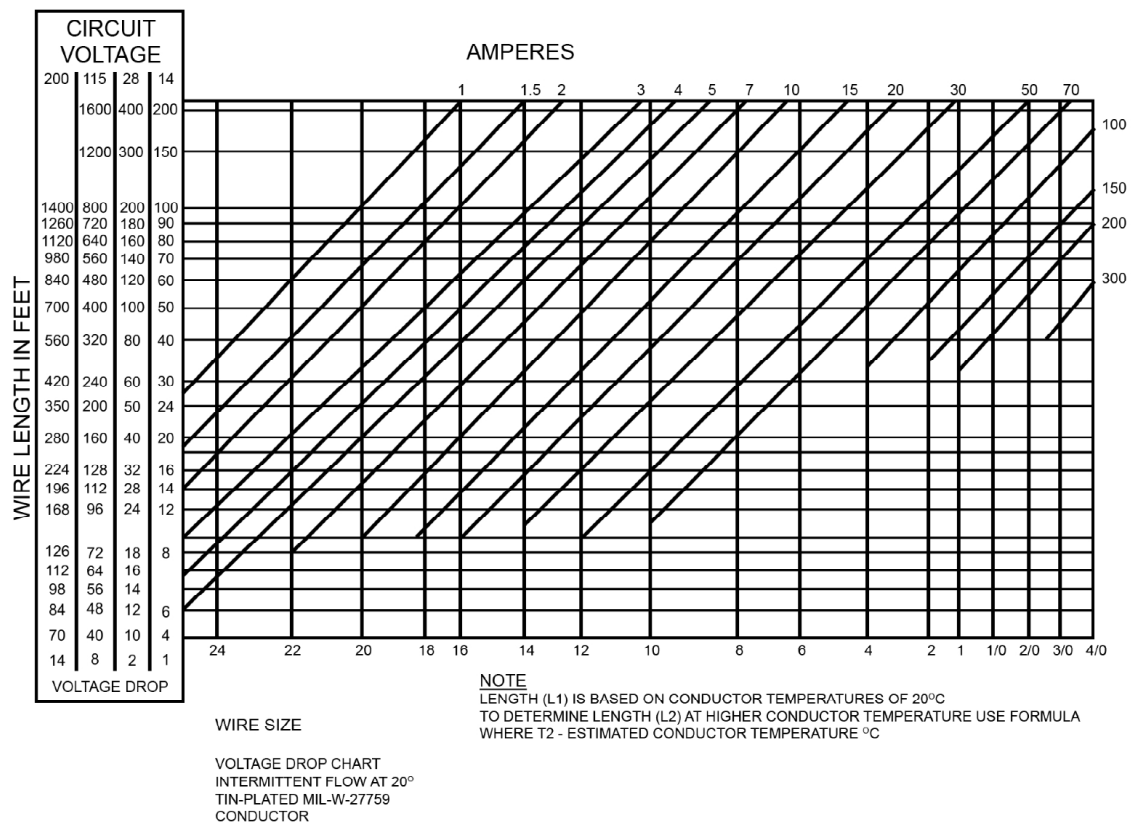 CIRCUIT
VOLTAGE
200 115 28 14
AMPERES
1 1.5 2 3 4 5 7 10 15 20 30 50 70
100
150
200
300
WIRE LENGTH IN FEET
1600 400 200
1200 300 150
1400 800 200 100
1260 720 180 90
1120 640 160 80
980 560 140 70
840 480 120 60
700 400 100 50
560 320 80 40
420 240 60 30
350 200 50 24
280 160 40 20
224 128 32 16
196 112 28 14
168 96 24 12
126 72 18 8
112 64 16
98 56 14
84 48 12 6
70 40 10 4
14 8 2 1
VOLTAGE DROP
24 22 20 18 16 14 12 10 8 6 4 2 1 1/0 2/0 3/0 4/0
NOTE
LENGTH (L1) IS BASED ON CONDUCTOR TEMPERATURES OF 20°C
TO DETERMINE LENGTH (L2) AT HIGHER CONDUCTOR TEMPERATURE USE FORMULA
WHERE T2 - ESTIMATED CONDUCTOR TEMPERATURE °C
WIRE SIZE
VOLTAGE DROP CHART
INTERMITTENT FLOW AT 20°
TIN-PLATED MIL-W-27759
CONDUCTOR